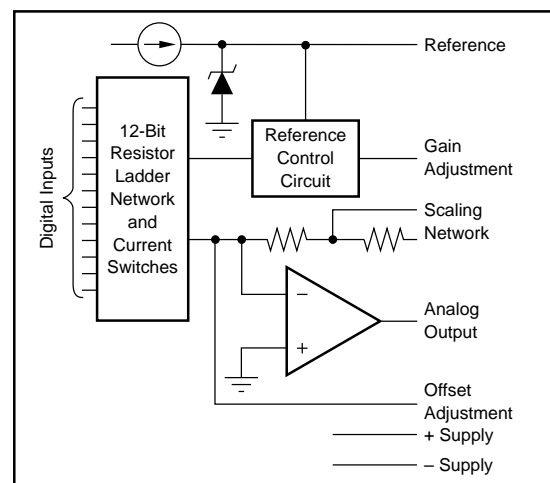 Reference
12-Bit
Resistor
Ladder
Network
and
Current
Switches
Digital Inputs
Reference
Control
Circuit
Gain
Adjustment
Scaling
Network
–
+
Analog
Output
Offset
Adjustment
+ Supply
– Supply